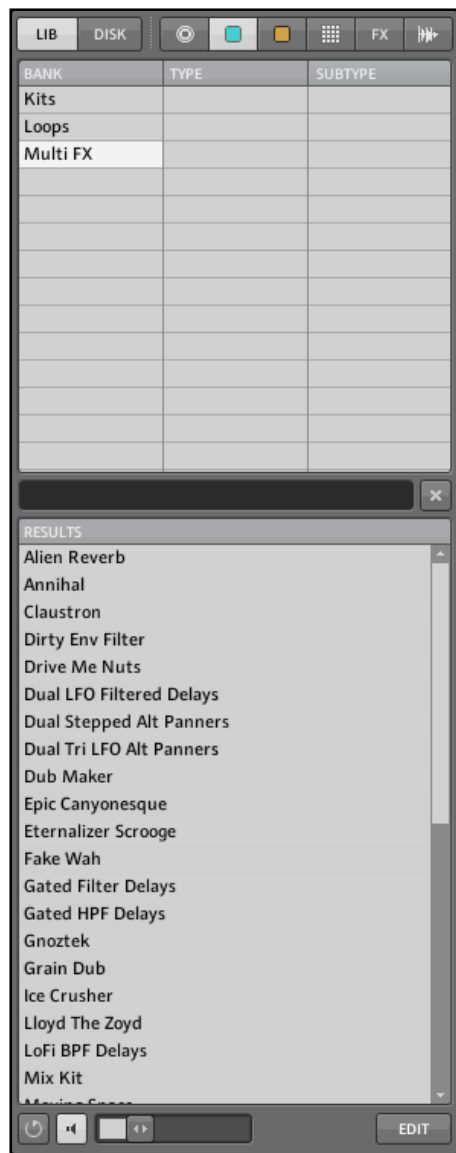 LIB DISK FX
BANK TYPE SUBTYPE
Kits
Loops
Multi FX
RESULTS
Alien Reverb
Annihal
Claustron
Dirty Env Filter
Drive Me Nuts
Dual LFO Filtered Delays
Dual Stepped Alt Panners
Dual Tri LFO Alt Panners
Dub Maker
Epic Canyonesque
Eternalizer Scrooge
Fake Wah
Gated Filter Delays
Gated HPF Delays
Gnoztek
Grain Dub
Ice Crusher
Lloyd The Zoyd
LoFi BPF Delays
Mix Kit
EDIT